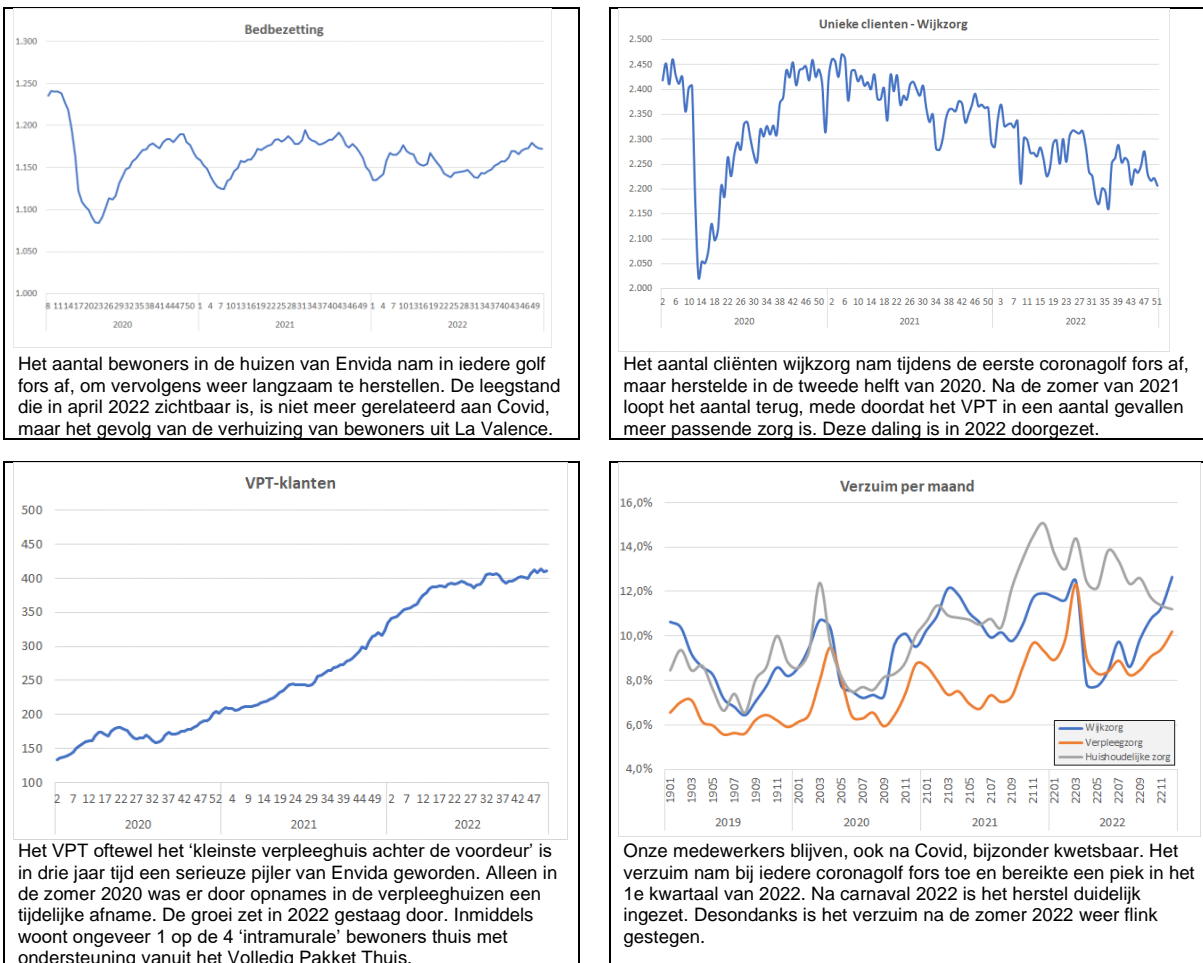 Bedbezetting
1.300
1.250
1.200
1.150
1.100
1.050
1.000
8 1114172023262932353841444750 1 4 7 10131619222528313437404346 49 1 4 7 10131619222528313437404346 49
2020 2021 2022
Het aantal bewoners in de huizen van Envida nam in iedere golf
fors af, om vervolgens weer langzaam te herstellen. De leegstand
die in april 2022 zichtbaar is, is niet meer gerelateerd aan Covid,
maar het gevolg van de verhuizing van bewoners uit La Valence.
Unieke clienten - Wijkzorg
2.500
2.450
2.400
2.350
2.300
2.250
2.200
2.150
2.100
2.050
2.000
2 6 10 14 18 22 26 30 34 38 42 46 50 2 6 10 14 18 22 26 30 34 38 42 46 50 3 7 11 15 19 23 27 31 35 39 43 47 51
2020 2021 2022
Het aantal cliënten wijkzorg nam tijdens de eerste coronagolf fors af,
maar herstelde in de tweede helft van 2020. Na de zomer van 2021
loopt het aantal terug, mede doordat het VPT in een aantal gevallen
meer passende zorg is. Deze daling is in 2022 doorgezet.
VPT-klanten
500
450
400
350
300
250
200
150
100
2 7 12 17 22 27 32 37 42 47 52 4 9 14 19 24 29 34 39 44 49 2 7 12 17 22 27 32 37 42 47
2020 2021 2022
Het VPT oftewel het ‘kleinste verpleeghuis achter de voordeur’ is
in drie jaar tijd een serieuze pijler van Envida geworden. Alleen in
de zomer 2020 was er door opnames in de verpleeghuizen een
tijdelijke afname. De groei zet in 2022 gestaag door. Inmiddels
woont ongeveer 1 op de 4 ‘intramurale’ bewoners thuis met
ondersteuning vanuit het Volledig Pakket Thuis.
Verzuim per maand
16,0%
14,0%
12,0%
10,0%
8,0%
6,0%
4,0%
Wijkzorg
Verpleegzorg
Huishoudelijke zorg
1901 1903 1905 1907 1909 1911 2001 2003 2005 2007 2009 2011 2101 2103 2105 2107 2109 2111 2201 2203 2205 2207 2209 2211
2019 2020 2021 2022
Onze medewerkers blijven, ook na Covid, bijzonder kwetsbaar. Het
verzuim nam bij iedere coronagolf fors toe en bereikte een piek in het
1e kwartaal van 2022. Na carnaval 2022 is het herstel duidelijk
ingezet. Desondanks is het verzuim na de zomer 2022 weer flink
gestegen.